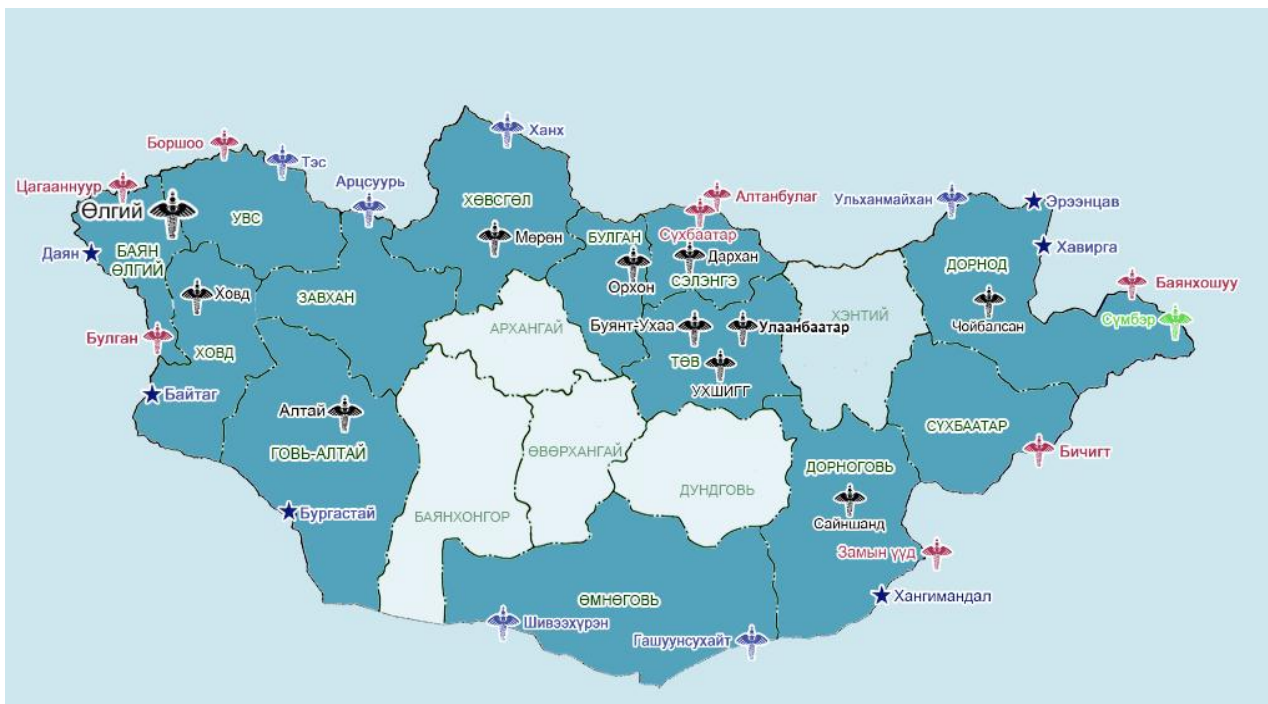 Ханх
Боршоо
Тэс
Цагааннуур
Арцсуурь
Алтанбулаг
Ульханмайхан
Эрээнцав
Өлгий
УВС
ХӨВСГӨЛ
Мөрөн
БУЛГАН
Сүхбаатар
Дархан
Даян
БАЯН
ӨЛГИЙ
Хавирга
ДОРНОД
Орхон
СЭЛЭНГЭ
Баянхошуу
Ховд
ЗАВХАН
АРХАНГАЙ
Буянт-Ухаа
Улаанбаатар
ХЭНТИЙ
Чойбалсан
Сүмбэр
Булган
ХОВД
ТӨВ
УХШИГГ
Байтаг
Алтай
СҮХБААТАР
ГОВЬ-АЛТАЙ
ӨВӨРХАНГАЙ
Бичигт
ДУНДГОВЬ
ДОРНОГОВЬ
Бургастай
БАЯНХОНГОР
Сайншанд
Замын үүд
ӨМНӨГОВЬ
Хангимандал
Шивээхүрэн
Гашуунсухайт